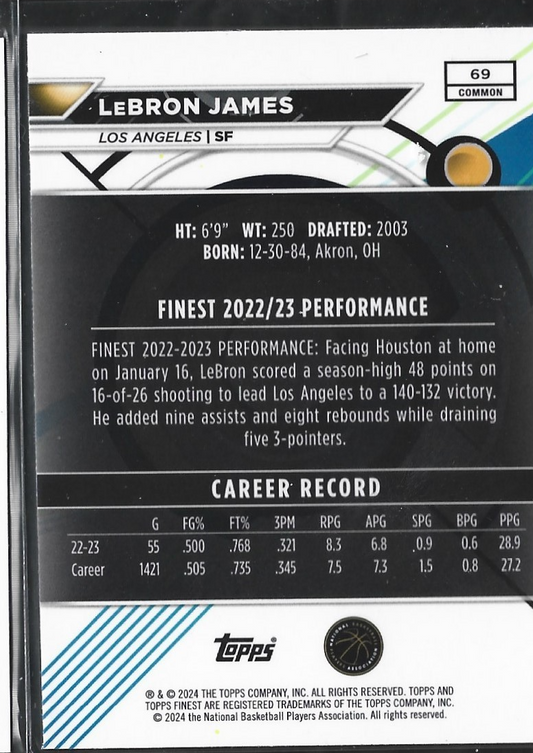 69
COMMON
LEBRON JAMES
LOS ANGELES | SF
HT: 6'9" WT: 250 DRAFTED: 2003
BORN: 12-30-84, Akron, OH
FINEST 2022/23 PERFORMANCE
FINEST 2022-2023 PERFORMANCE: Facing Houston at home
on January 16, LeBron scored a season-high 48 points on
16-of-26 shooting to lead Los Angeles to a 140-132 victory.
He added nine assists and eight rebounds while draining
five 3-pointers.
CAREER RECORD
G FG% FT% 3PM RPG APG SPG BPG PPG
22-23 55 .500 .768 .321 8.3 6.8 0.9 0.6 28.9
Career 1421 .505 .735 .345 7.5 7.3 1.5 0.8 27.2
topps®
® & © 2024 THE TOPPS COMPANY, INC. ALL RIGHTS RESERVED. TOPPS AND
TOPPS FINEST ARE REGISTERED TRADEMARKS OF THE TOPPS COMPANY, INC.
© 2024 the National Basketball Players Association. All rights reserved.